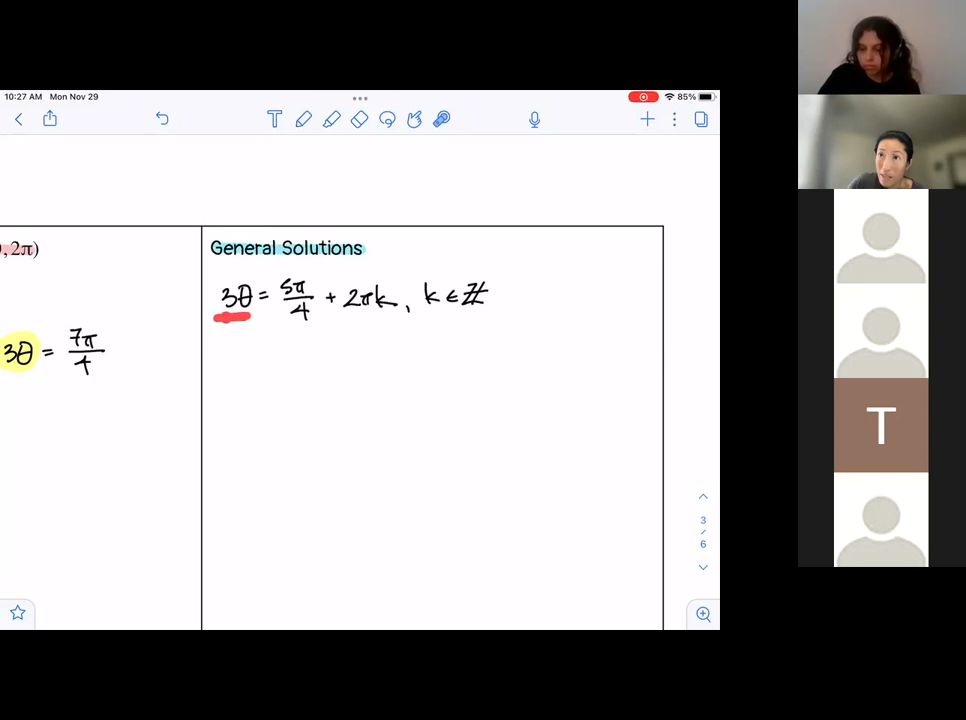 10:27 AM Mon Nov 29
85%
, 2π)
General Solutions
3θ = 5π/4 + 2πk, k ∈ ℤ
3θ = 7π/4
T
3
/
6